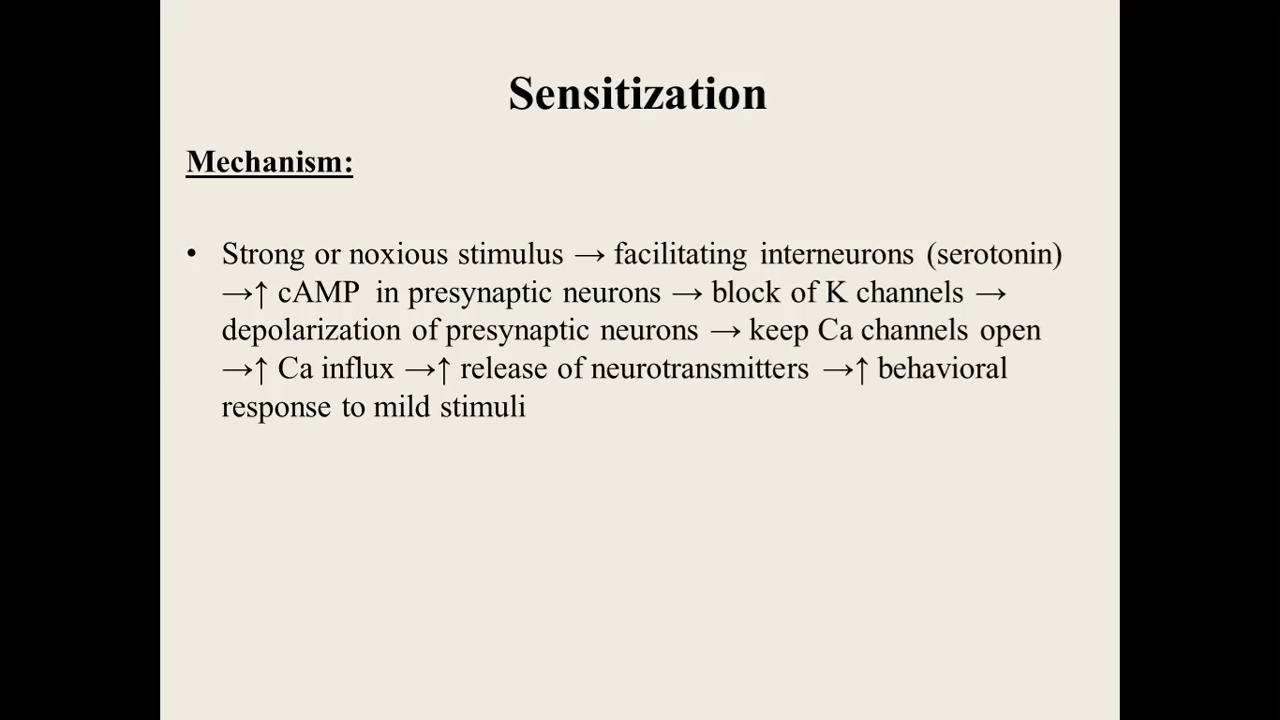 Sensitization
Mechanism:
• Strong or noxious stimulus → facilitating interneurons (serotonin)
→↑ cAMP in presynaptic neurons → block of K channels →
depolarization of presynaptic neurons → keep Ca channels open
→↑ Ca influx →↑ release of neurotransmitters →↑ behavioral
response to mild stimuli